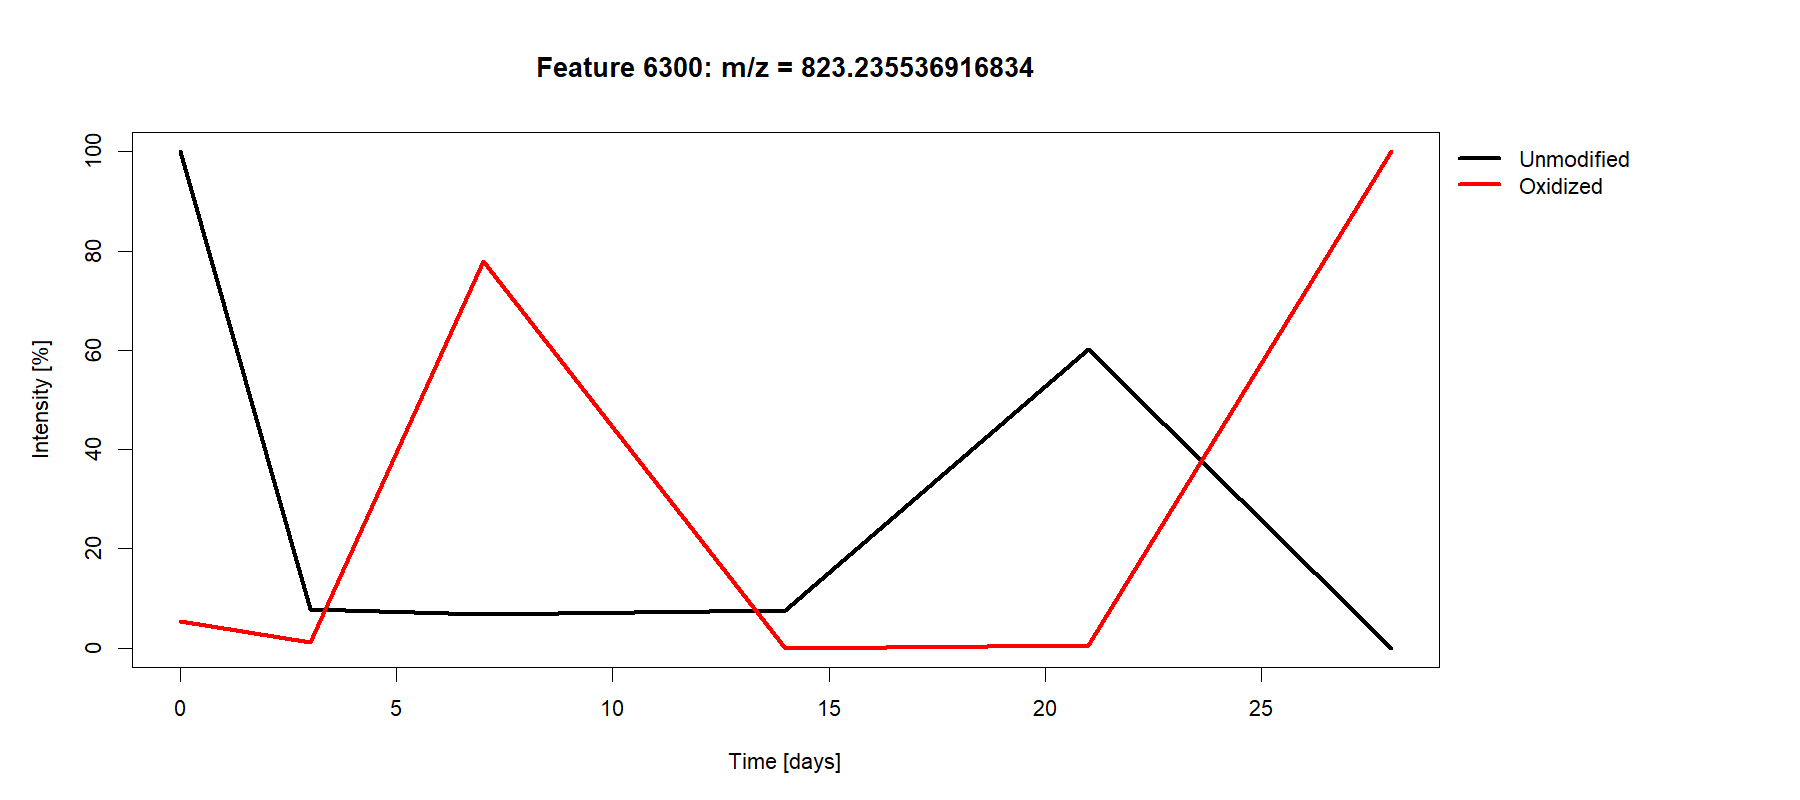 Feature 6300: m/z = 823.235536916834
Unmodified
Oxidized
Intensity [%]
100
80
60
40
20
0
0 5 10 15 20 25
Time [days]